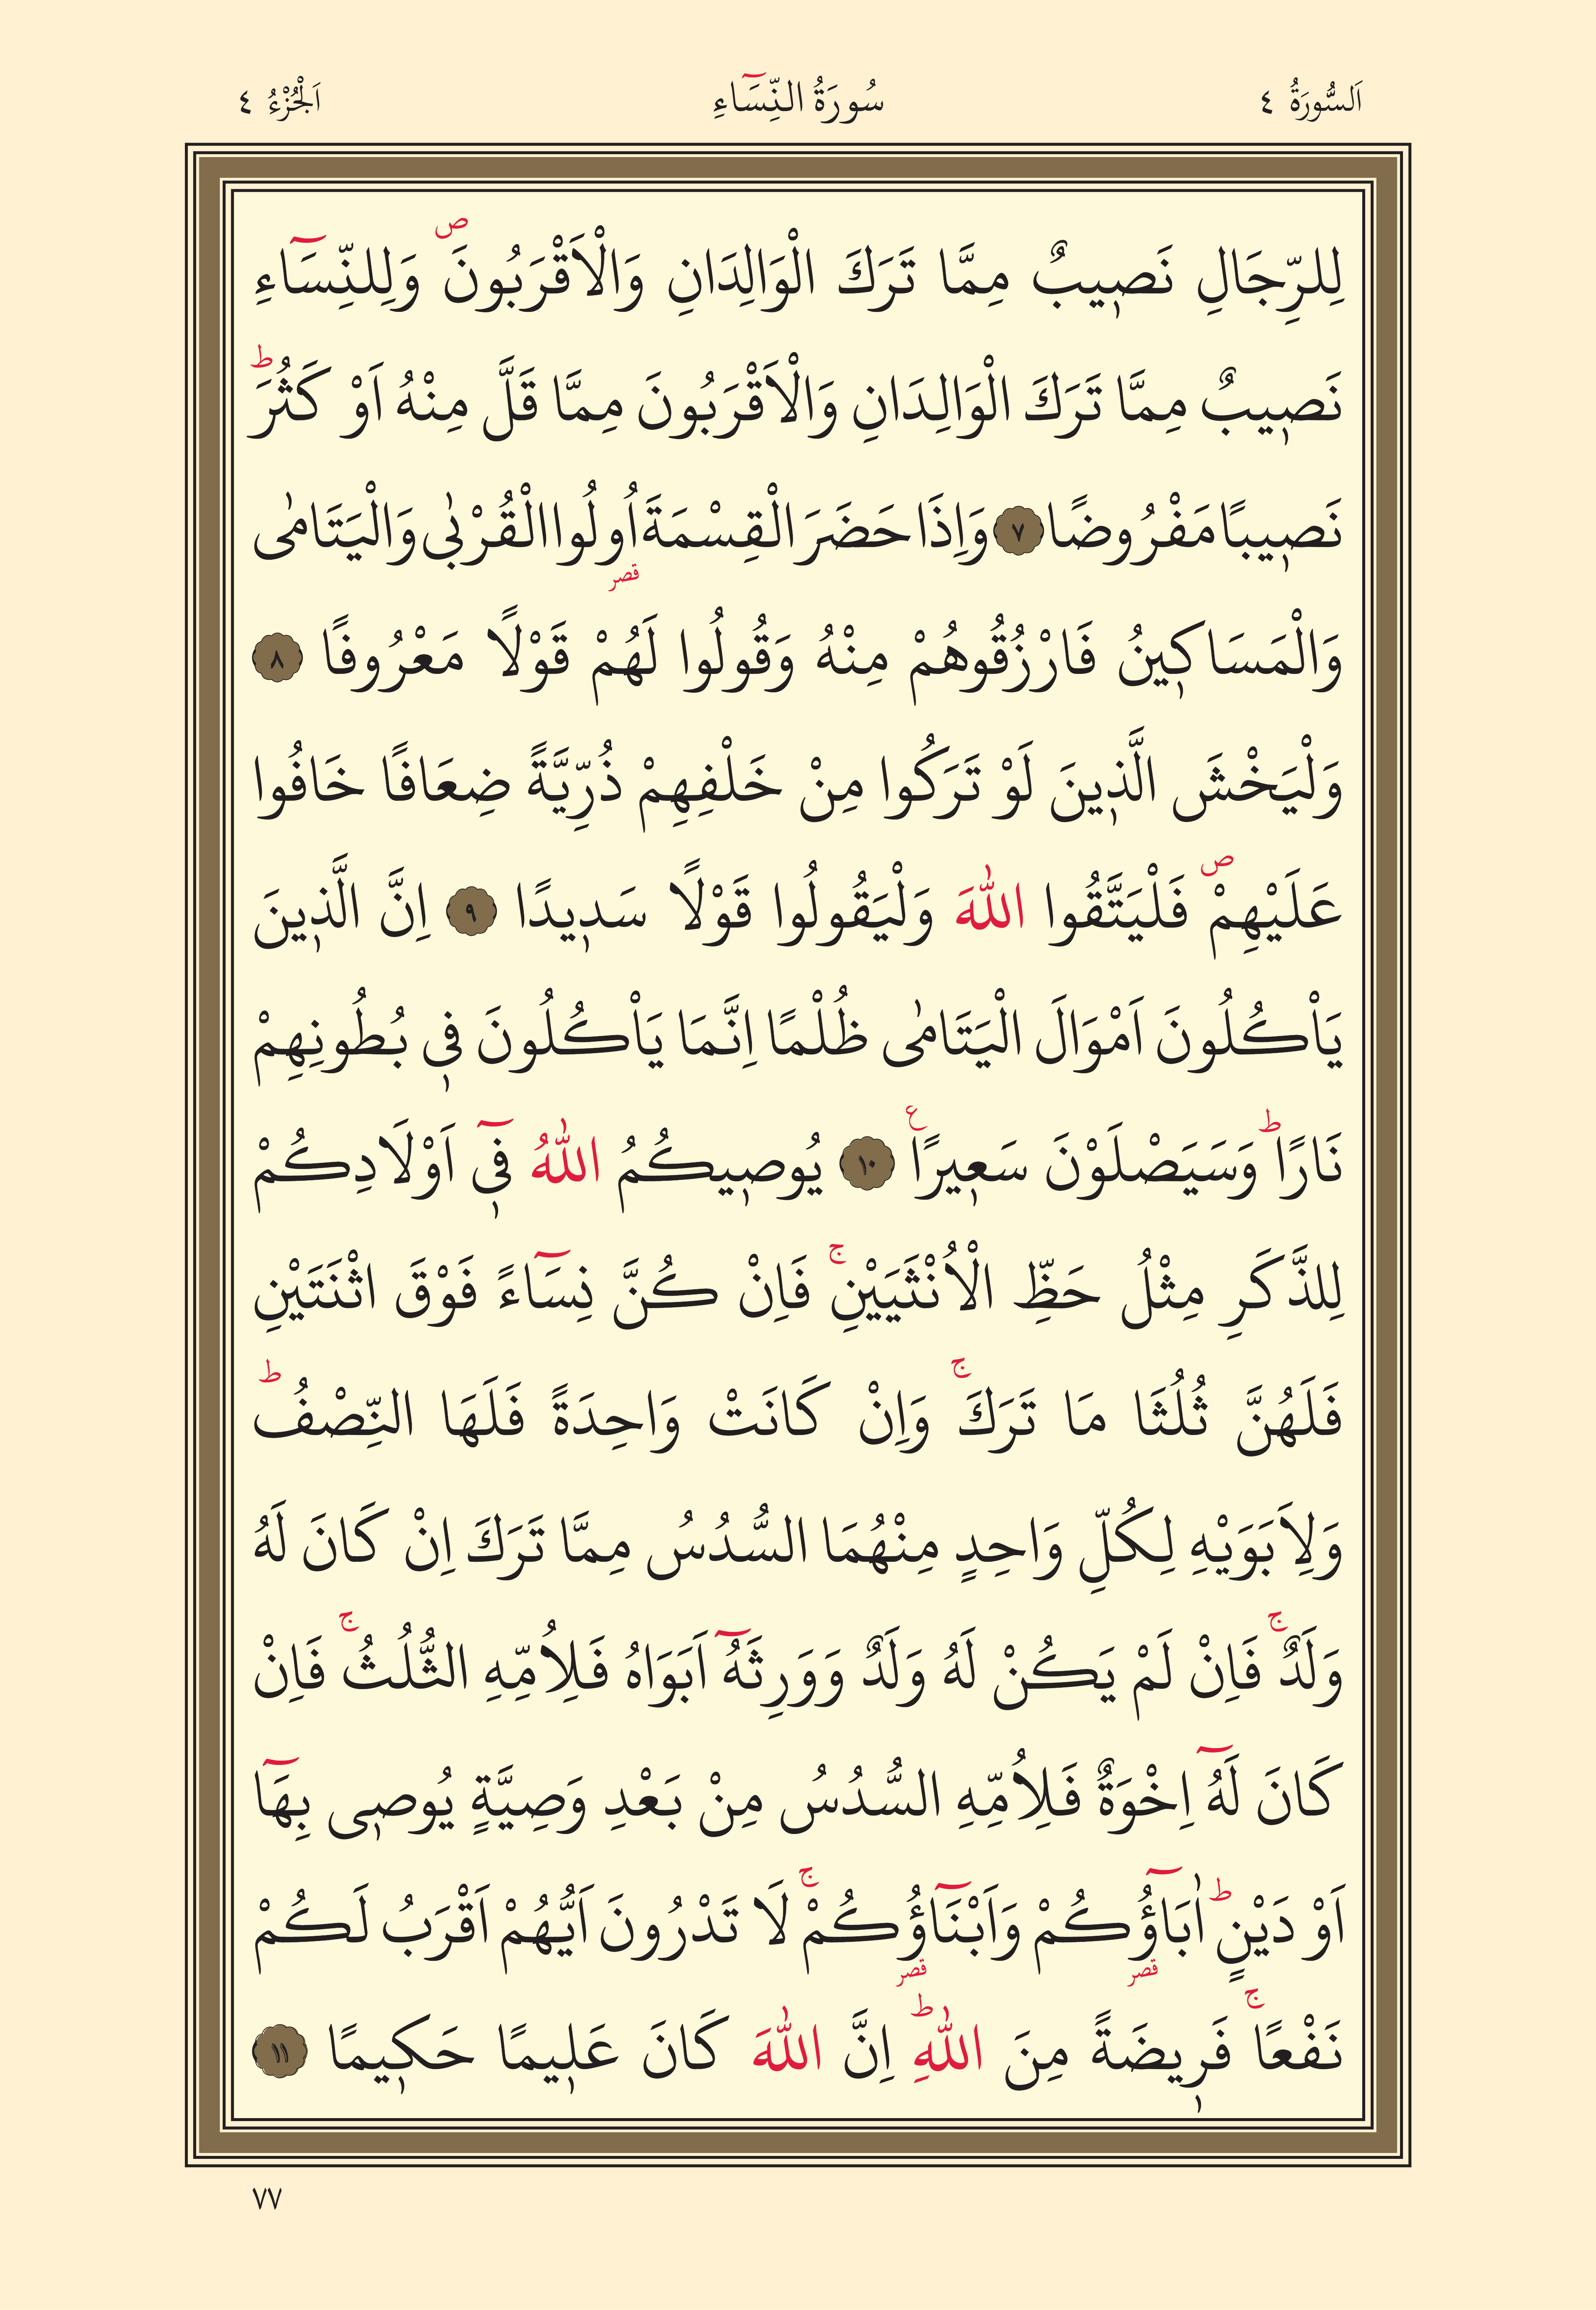 اَلسُّورَةُ ٤ سُورَةُ النِّسَٓاءِ اَلْجُزْءُ ٤
لِلرِّجَالِ نَص۪يبٌ مِمَّا تَرَكَ الْوَالِدَانِ وَالْاَقْرَبُونَۖ وَلِلنِّسَٓاءِ
نَص۪يبٌ مِمَّا تَرَكَ الْوَالِدَانِ وَالْاَقْرَبُونَ مِمَّا قَلَّ مِنْهُ اَوْ كَثُرَۜ
نَص۪يبًا مَفْرُوضًا ﴿٧﴾ وَاِذَا حَضَرَ الْقِسْمَةَ اُو۬لُوا الْقُرْبٰى وَالْيَتَامٰى
قصر
وَالْمَسَاك۪ينُ فَارْزُقُوهُمْ مِنْهُ وَقُولُوا لَهُمْ قَوْلًا مَعْرُوفًا ﴿٨﴾
وَلْيَخْشَ الَّذ۪ينَ لَوْ تَرَكُوا مِنْ خَلْفِهِمْ ذُرِّيَّةً ضِعَافًا خَافُوا
عَلَيْهِمْۖ فَلْيَتَّقُوا اللّٰهَ وَلْيَقُولُوا قَوْلًا سَد۪يدًا ﴿٩﴾ اِنَّ الَّذ۪ينَ
يَاْكُلُونَ اَمْوَالَ الْيَتَامٰى ظُلْمًا اِنَّمَا يَاْكُلُونَ ف۪ي بُطُونِهِمْ
نَارًاۜ وَسَيَصْلَوْنَ سَع۪يرًاࣖ ﴿١٠﴾ يُوص۪يكُمُ اللّٰهُ ف۪ٓي اَوْلَادِكُمْ
لِلذَّكَرِ مِثْلُ حَظِّ الْاُنْثَيَيْنِۚ فَاِنْ كُنَّ نِسَٓاءً فَوْقَ اثْنَتَيْنِ
فَلَهُنَّ ثُلُثَا مَا تَرَكَۚ وَاِنْ كَانَتْ وَاحِدَةً فَلَهَا النِّصْفُۜ
وَلِاَبَوَيْهِ لِكُلِّ وَاحِدٍ مِنْهُمَا السُّدُسُ مِمَّا تَرَكَ اِنْ كَانَ لَهُ
وَلَدٌۚ فَاِنْ لَمْ يَكُنْ لَهُ وَلَدٌ وَوَرِثَهُٓ اَبَوَاهُ فَلِاُمِّهِ الثُّلُثُۚ فَاِنْ
كَانَ لَهُٓ اِخْوَةٌ فَلِاُمِّهِ السُّدُسُ مِنْ بَعْدِ وَصِيَّةٍ يُوص۪ي بِهَٓا
اَوْ دَيْنٍۜ اٰبَٓاؤُ۬كُمْ وَاَبْنَٓاؤُ۬كُمْۚ لَا تَدْرُونَ اَيُّهُمْ اَقْرَبُ لَكُمْ
قصر قصر
نَفْعًاۚ فَر۪يضَةً مِنَ اللّٰهِۜ اِنَّ اللّٰهَ كَانَ عَل۪يمًا حَك۪يمًا ﴿١١﴾
٧٧